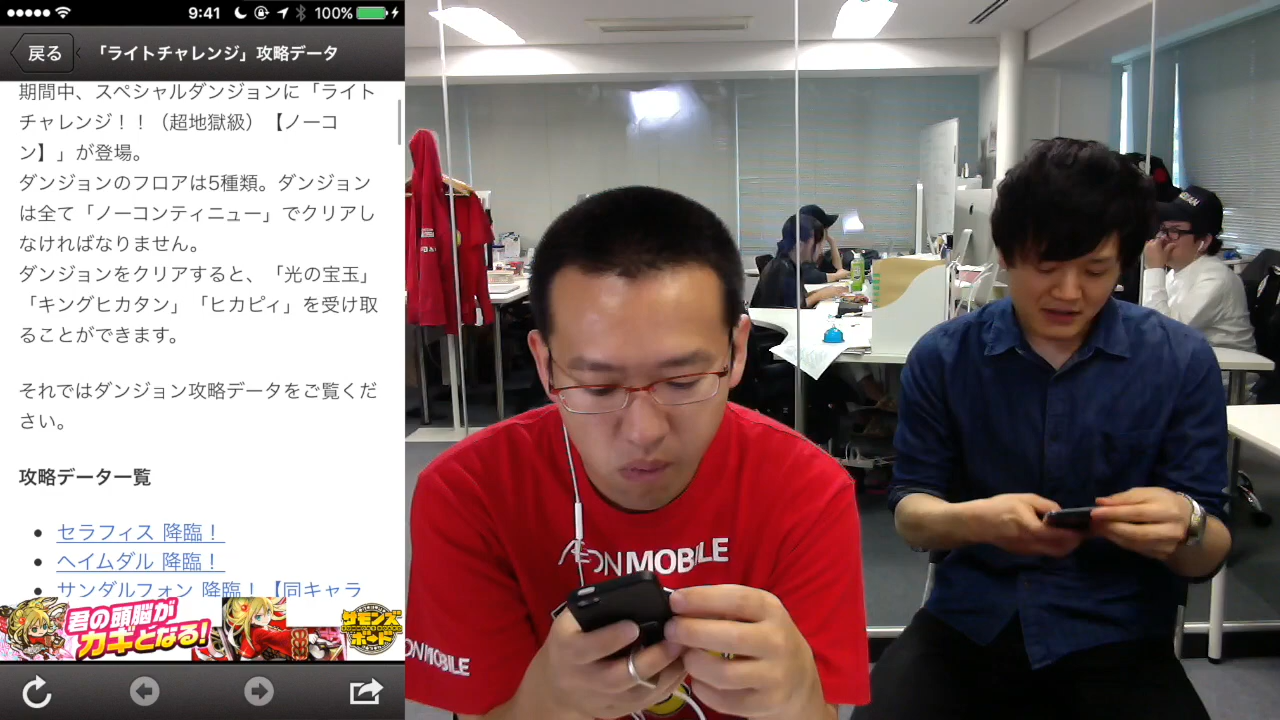 9:41
100%
戻る
「ライトチャレンジ」攻略データ
期間中、スペシャルダンジョンに「ライト
チャレンジ！！（超地獄級）【ノーコ
ン】」が登場。
ダンジョンのフロアは5種類。ダンジョン
は全て「ノーコンティニュー」でクリアし
なければなりません。
ダンジョンをクリアすると、「光の宝玉」
「キングヒカタン」「ヒカピィ」を受け取
ることができます。
それではダンジョン攻略データをご覧くだ
さい。
攻略データ一覧
セラフィス 降臨！
ヘイムダル 降臨！
サンダルフォン 降臨！【同キャラ
君の頭脳が
カギとなる!
サモンズ
ボード
ÆONMOBILE
ONMOBILE